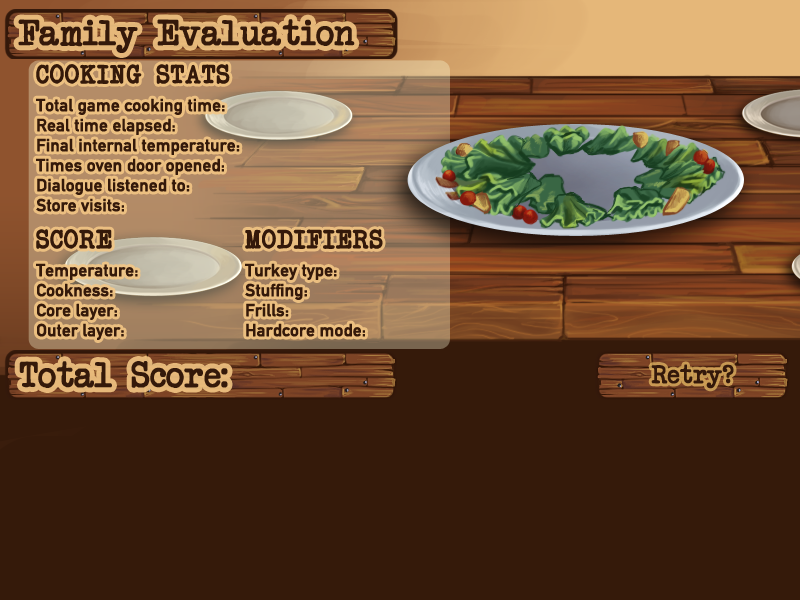 Family Evaluation
COOKING STATS
Total game cooking time:
Real time elapsed:
Final internal temperature:
Times oven door opened:
Dialogue listened to:
Store visits:
SCORE
Temperature:
Cookness:
Core layer:
Outer layer:
MODIFIERS
Turkey type:
Stuffing:
Frills:
Hardcore mode:
Total Score:
Retry?